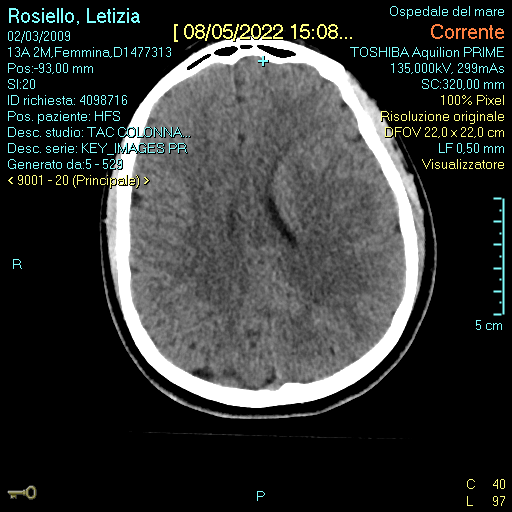 Rosiello, Letizia
02/03/2009
13A 2M,Femmina,D1477313
Pos:-93,00 mm
SI:20
ID richiesta: 4098716
Pos. paziente: HFS
Desc. studio: TAC COLONNA...
Desc. serie: KEY_IMAGES PR
Generato da:5 - 529
< 9001 - 20 (Principale) >
[ 08/05/2022 15:08...
Ospedale del mare
Corrente
TOSHIBA Aquilion PRIME
135,000kV, 299mAs
SC:320,00 mm
100% Pixel
Risoluzione originale
DFOV 22,0 x 22,0 cm
LF 0,50 mm
Visualizzatore
R
5 cm
P
C 40
L 97